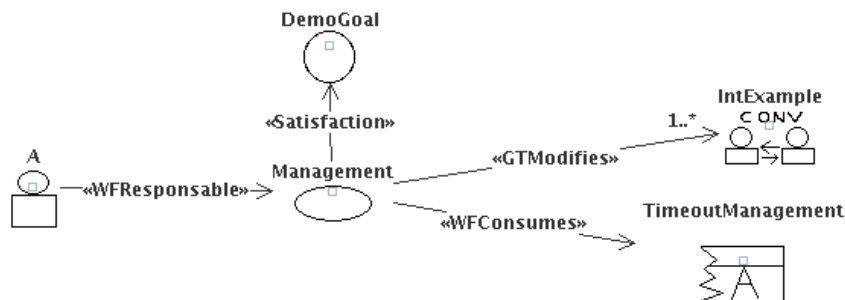 DemoGoal
IntExample
CONV
1..*
«Satisfaction»
«GTModifies»
A
Management
«WFResponsable»
TimeoutManagement
«WFConsumes»
A